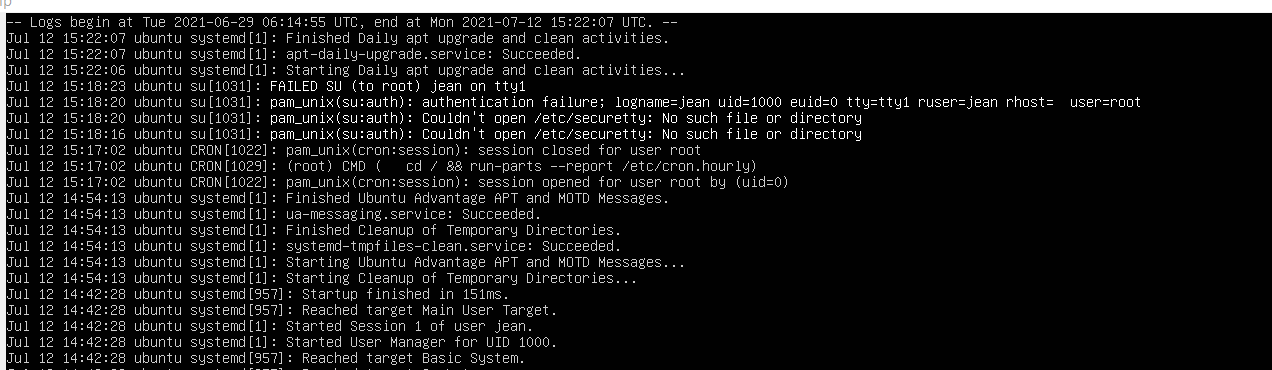 -- Logs begin at Tue 2021-06-29 06:14:55 UTC, end at Mon 2021-07-12 15:22:07 UTC. --
Jul 12 15:22:07 ubuntu systemd[1]: Finished Daily apt upgrade and clean activities.
Jul 12 15:22:07 ubuntu systemd[1]: apt-daily-upgrade.service: Succeeded.
Jul 12 15:22:06 ubuntu systemd[1]: Starting Daily apt upgrade and clean activities...
Jul 12 15:18:23 ubuntu su[1031]: FAILED SU (to root) jean on tty1
Jul 12 15:18:20 ubuntu su[1031]: pam_unix(su:auth): authentication failure; logname=jean uid=1000 euid=0 tty=tty1 ruser=jean rhost=  user=root
Jul 12 15:18:20 ubuntu su[1031]: pam_unix(su:auth): Couldn't open /etc/securetty: No such file or directory
Jul 12 15:18:16 ubuntu su[1031]: pam_unix(su:auth): Couldn't open /etc/securetty: No such file or directory
Jul 12 15:17:02 ubuntu CRON[1022]: pam_unix(cron:session): session closed for user root
Jul 12 15:17:02 ubuntu CRON[1029]: (root) CMD (   cd / && run-parts --report /etc/cron.hourly)
Jul 12 15:17:02 ubuntu CRON[1022]: pam_unix(cron:session): session opened for user root by (uid=0)
Jul 12 14:54:13 ubuntu systemd[1]: Finished Ubuntu Advantage APT and MOTD Messages.
Jul 12 14:54:13 ubuntu systemd[1]: ua-messaging.service: Succeeded.
Jul 12 14:54:13 ubuntu systemd[1]: Finished Cleanup of Temporary Directories.
Jul 12 14:54:13 ubuntu systemd[1]: systemd-tmpfiles-clean.service: Succeeded.
Jul 12 14:54:13 ubuntu systemd[1]: Starting Ubuntu Advantage APT and MOTD Messages...
Jul 12 14:54:13 ubuntu systemd[1]: Starting Cleanup of Temporary Directories...
Jul 12 14:42:28 ubuntu systemd[957]: Startup finished in 151ms.
Jul 12 14:42:28 ubuntu systemd[957]: Reached target Main User Target.
Jul 12 14:42:28 ubuntu systemd[1]: Started Session 1 of user jean.
Jul 12 14:42:28 ubuntu systemd[1]: Started User Manager for UID 1000.
Jul 12 14:42:28 ubuntu systemd[957]: Reached target Basic System.